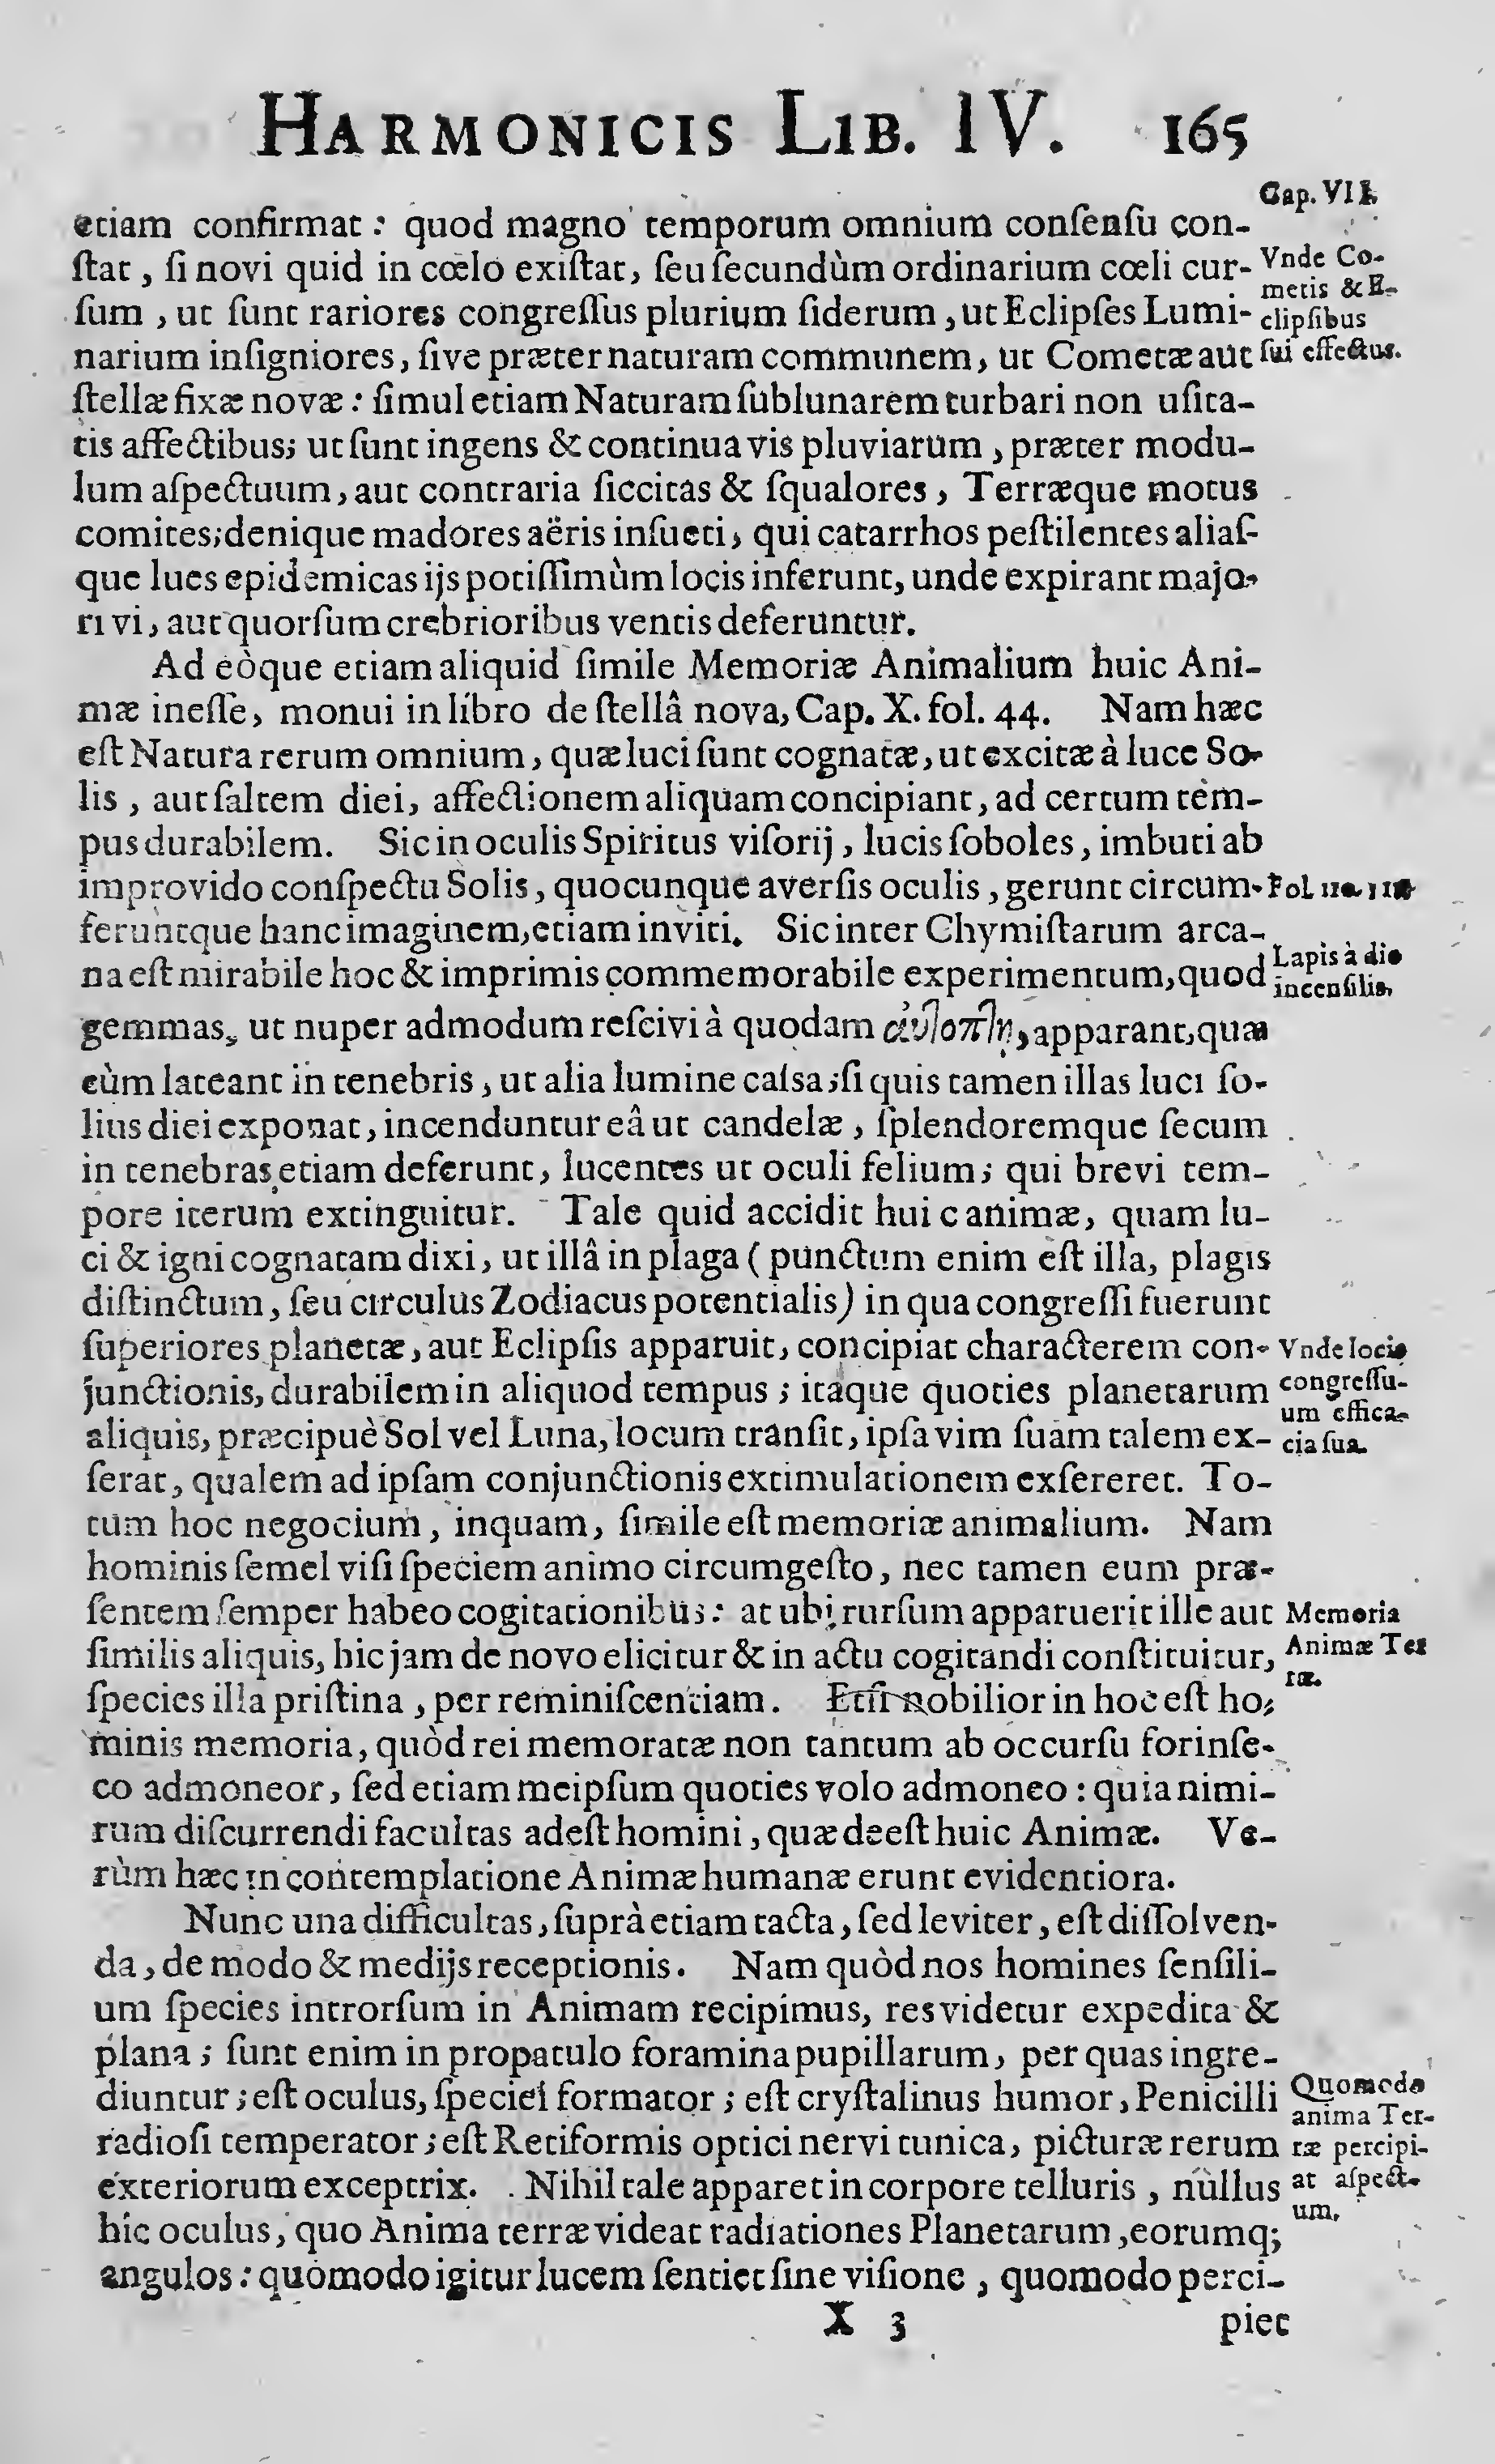 HARMONICIS LIB. IV. 165
Cap. VII.
etiam confirmat: quod magno temporum omnium conſenſu con-
ſtat, ſi novi quid in cœlo exiſtat, ſeu ſecundùm ordinarium cœli cur-
ſum, ut ſunt rariores congreſſus plurium ſiderum, ut Eclipſes Lumi-
narium inſigniores, ſive præter naturam communem, ut Cometæ aut
ſtellæ fixæ novæ: ſimul etiam Naturam ſublunarem turbari non uſita-
tis affectibus; ut ſunt ingens & continua vis pluviarum, præter modu-
lum aſpectuum, aut contraria ſiccitas & ſqualores, Terræque motus
comites; denique madores aëris inſueti, qui catarrhos peſtilentes aliaſ-
que lues epidemicas ijs potiſſimùm locis inferunt, unde expirant majo-
ri vi, aut quorſum crebrioribus ventis deferuntur.
Vnde Co-
metis & E-
clipſibus
ſui effectus.
Ad eòque etiam aliquid ſimile Memoriæ Animalium huic Ani-
mæ ineſſe, monui in libro de ſtellâ nova, Cap. X. fol. 44. Nam hæc
eſt Natura rerum omnium, quæ luci ſunt cognatæ, ut excitæ à luce So-
lis, aut ſaltem diei, affectionem aliquam concipiant, ad certum tem-
pus durabilem. Sic in oculis Spiritus viſorij, lucis ſoboles, imbuti ab
improvido conſpectu Solis, quocunque averſis oculis, gerunt circum-
feruntque hanc imaginem, etiam inviti. Sic inter Chymiſtarum arca-
na eſt mirabile hoc & imprimis commemorabile experimentum, quod
gemmas, ut nuper admodum reſcivi à quodam ἀυτοπτῃ, apparant, quæ
cùm lateant in tenebris, ut alia lumine caſsa; ſi quis tamen illas luci ſo-
lius diei exponat, incenduntur eâ ut candelæ, ſplendoremque ſecum
in tenebras etiam deferunt, lucentes ut oculi felium; qui brevi tem-
pore iterum extinguitur. Tale quid accidit huic animæ, quam lu-
ci & igni cognatam dixi, ut illâ in plaga (punctum enim eſt illa, plagis
diſtinctum, ſeu circulus Zodiacus potentialis) in qua congreſſi fuerunt
ſuperiores planetæ, aut Eclipſis apparuit, concipiat characterem con-
junctionis, durabilem in aliquod tempus; itaque quoties planetarum
aliquis, præcipuè Sol vel Luna, locum tranſit, ipſa vim ſuam talem ex-
ſerat, qualem ad ipſam conjunctionis extimulationem exſereret. To-
tum hoc negocium, inquam, ſimile eſt memoriæ animalium. Nam
hominis ſemel viſi ſpeciem animo circumgeſto, nec tamen eum præ-
ſentem ſemper habeo cogitationibus: at ubi rurſum apparuerit ille aut
ſimilis aliquis, hic jam de novo elicitur & in actu cogitandi conſtituitur,
ſpecies illa priſtina, per reminiſcentiam. Etſi nobilior in hoc eſt ho-
minis memoria, quòd rei memoratæ non tantum ab occurſu forinſe-
co admoneor, ſed etiam meipſum quoties volo admoneo: quia nimi-
rum diſcurrendi facultas adeſt homini, quæ deeſt huic Animæ. Ve-
rùm hæc in contemplatione Animæ humanæ erunt evidentiora.
Fol.
Lapis à die
incenſilis.
Vnde locis
congreſſu-
um effica-
cia ſua.
Memoria
Animæ Ter
ræ.
Nunc una difficultas, ſuprà etiam tacta, ſed leviter, eſt diſſolven-
da, de modo & medijs receptionis. Nam quòd nos homines ſenſili-
um ſpecies introrſum in Animam recipimus, res videtur expedita &
plana; ſunt enim in propatulo foramina pupillarum, per quas ingre-
diuntur; eſt oculus, ſpeciei formator; eſt cryſtalinus humor, Penicilli
radioſi temperator; eſt Retiformis optici nervi tunica, picturæ rerum
exteriorum exceptrix. Nihil tale apparet in corpore telluris, nullus
hic oculus, quo Anima terræ videat radiationes Planetarum, eorumq;
angulos: quomodo igitur lucem ſentiet ſine viſione, quomodo perci-
Quomodo
anima Ter-
ræ percipi-
at aſpect-
um.
X 3 piet